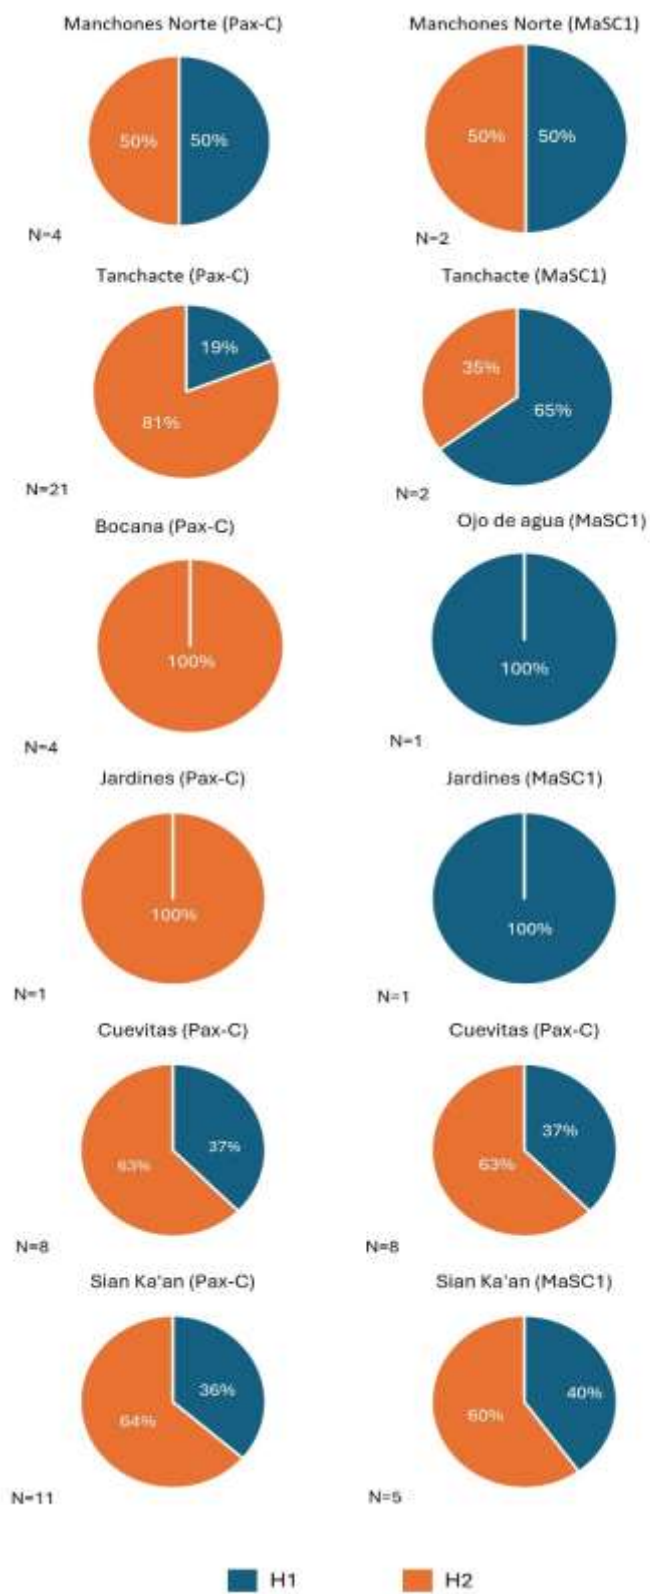 Manchones Norte (Pax-C)
Manchones Norte (MaSC1)
50%
50%
50%
50%
N=4
N=2
Tanchacte (Pax-C)
Tanchacte (MaSC1)
19%
81%
35%
65%
N=21
N=2
Bocana (Pax-C)
Ojo de agua (MaSC1)
100%
100%
N=4
N=1
Jardines (Pax-C)
Jardines (MaSC1)
100%
100%
N=1
N=1
Cuevitas (Pax-C)
Cuevitas (Pax-C)
37%
63%
37%
63%
N=8
N=8
Sian Ka'an (Pax-C)
Sian Ka'an (MaSC1)
36%
64%
40%
60%
N=11
N=5
H1
H2